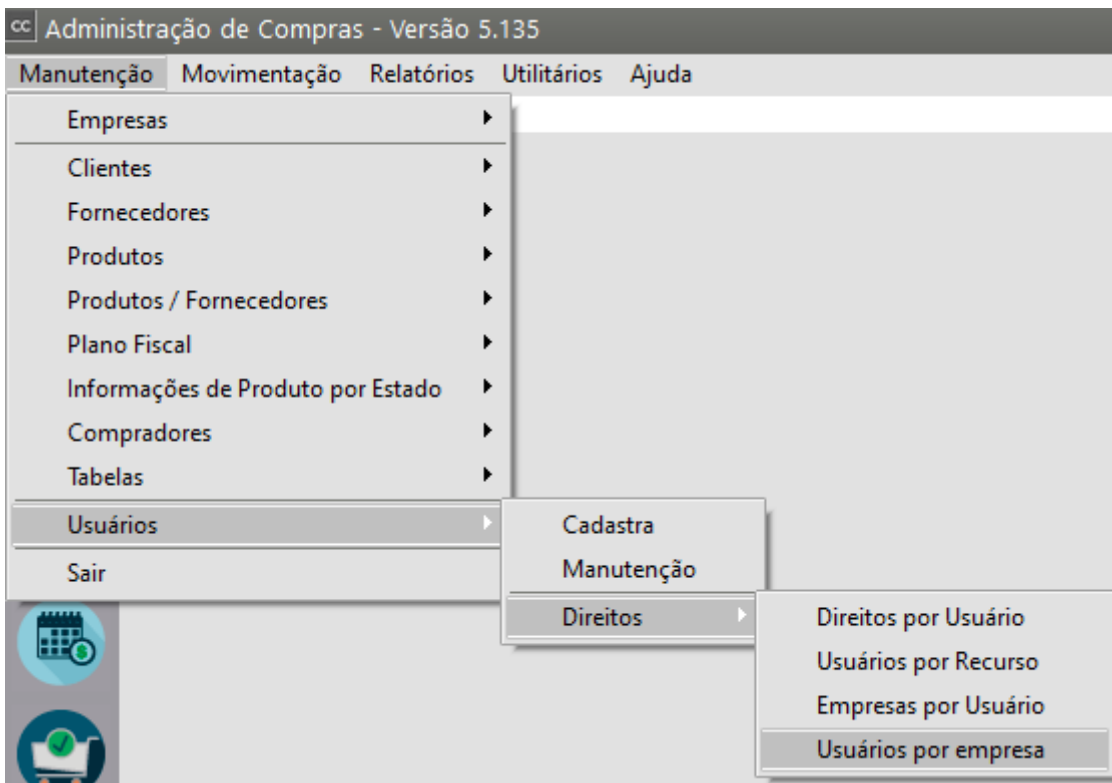 cc Administração de Compras - Versão 5.135
Manutenção Movimentação Relatórios Utilitários Ajuda
Empresas
Clientes
Fornecedores
Produtos
Produtos / Fornecedores
Plano Fiscal
Informações de Produto por Estado
Compradores
Tabelas
Usuários
Sair
Cadastra
Manutenção
Direitos
Direitos por Usuário
Usuários por Recurso
Empresas por Usuário
Usuários por empresa